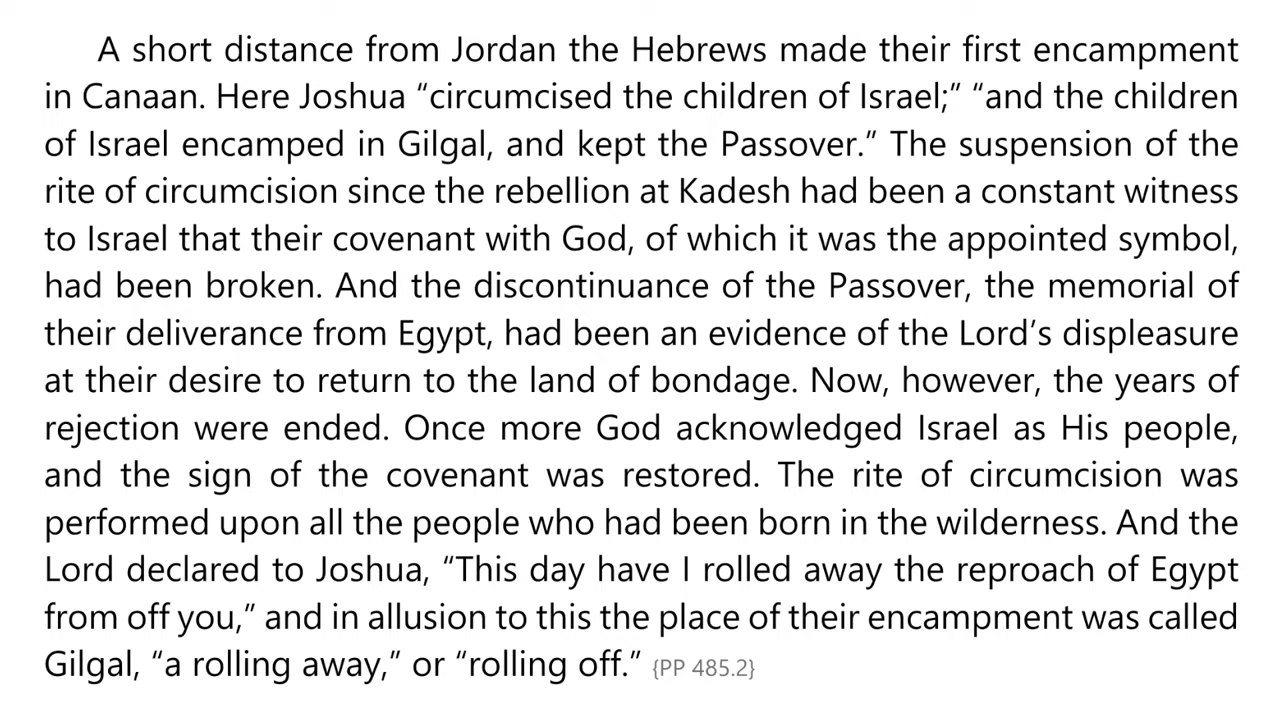 A short distance from Jordan the Hebrews made their first encampment
in Canaan. Here Joshua “circumcised the children of Israel;” “and the children
of Israel encamped in Gilgal, and kept the Passover.” The suspension of the
rite of circumcision since the rebellion at Kadesh had been a constant witness
to Israel that their covenant with God, of which it was the appointed symbol,
had been broken. And the discontinuance of the Passover, the memorial of
their deliverance from Egypt, had been an evidence of the Lord’s displeasure
at their desire to return to the land of bondage. Now, however, the years of
rejection were ended. Once more God acknowledged Israel as His people,
and the sign of the covenant was restored. The rite of circumcision was
performed upon all the people who had been born in the wilderness. And the
Lord declared to Joshua, “This day have I rolled away the reproach of Egypt
from off you,” and in allusion to this the place of their encampment was called
Gilgal, “a rolling away,” or “rolling off.” {PP 485.2}